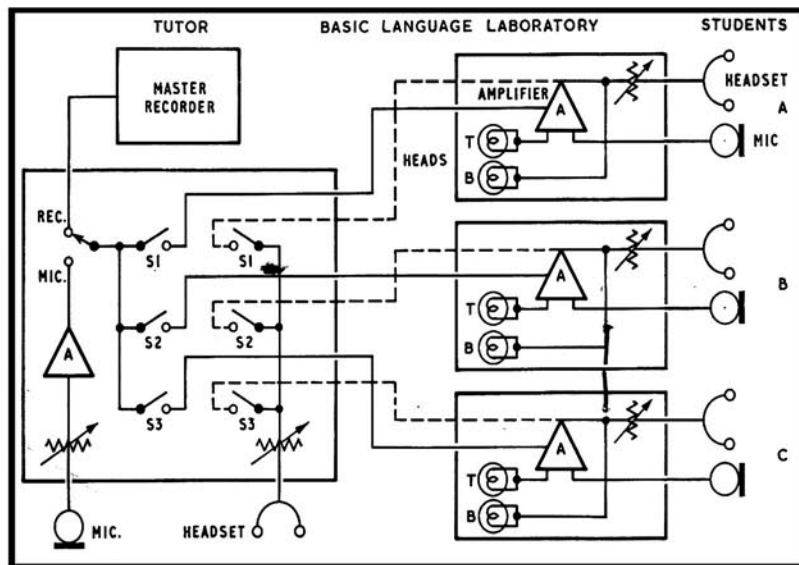 TUTOR BASIC LANGUAGE LABORATORY STUDENTS
MASTER
RECORDER
AMPLIFIER
HEADSET
A
A
T
MIC
HEADS
B
REC.
S1
S1
MIC.
A
B
T
S2
S2
B
A
S3
S3
A
C
T
B
MIC.
HEADSET